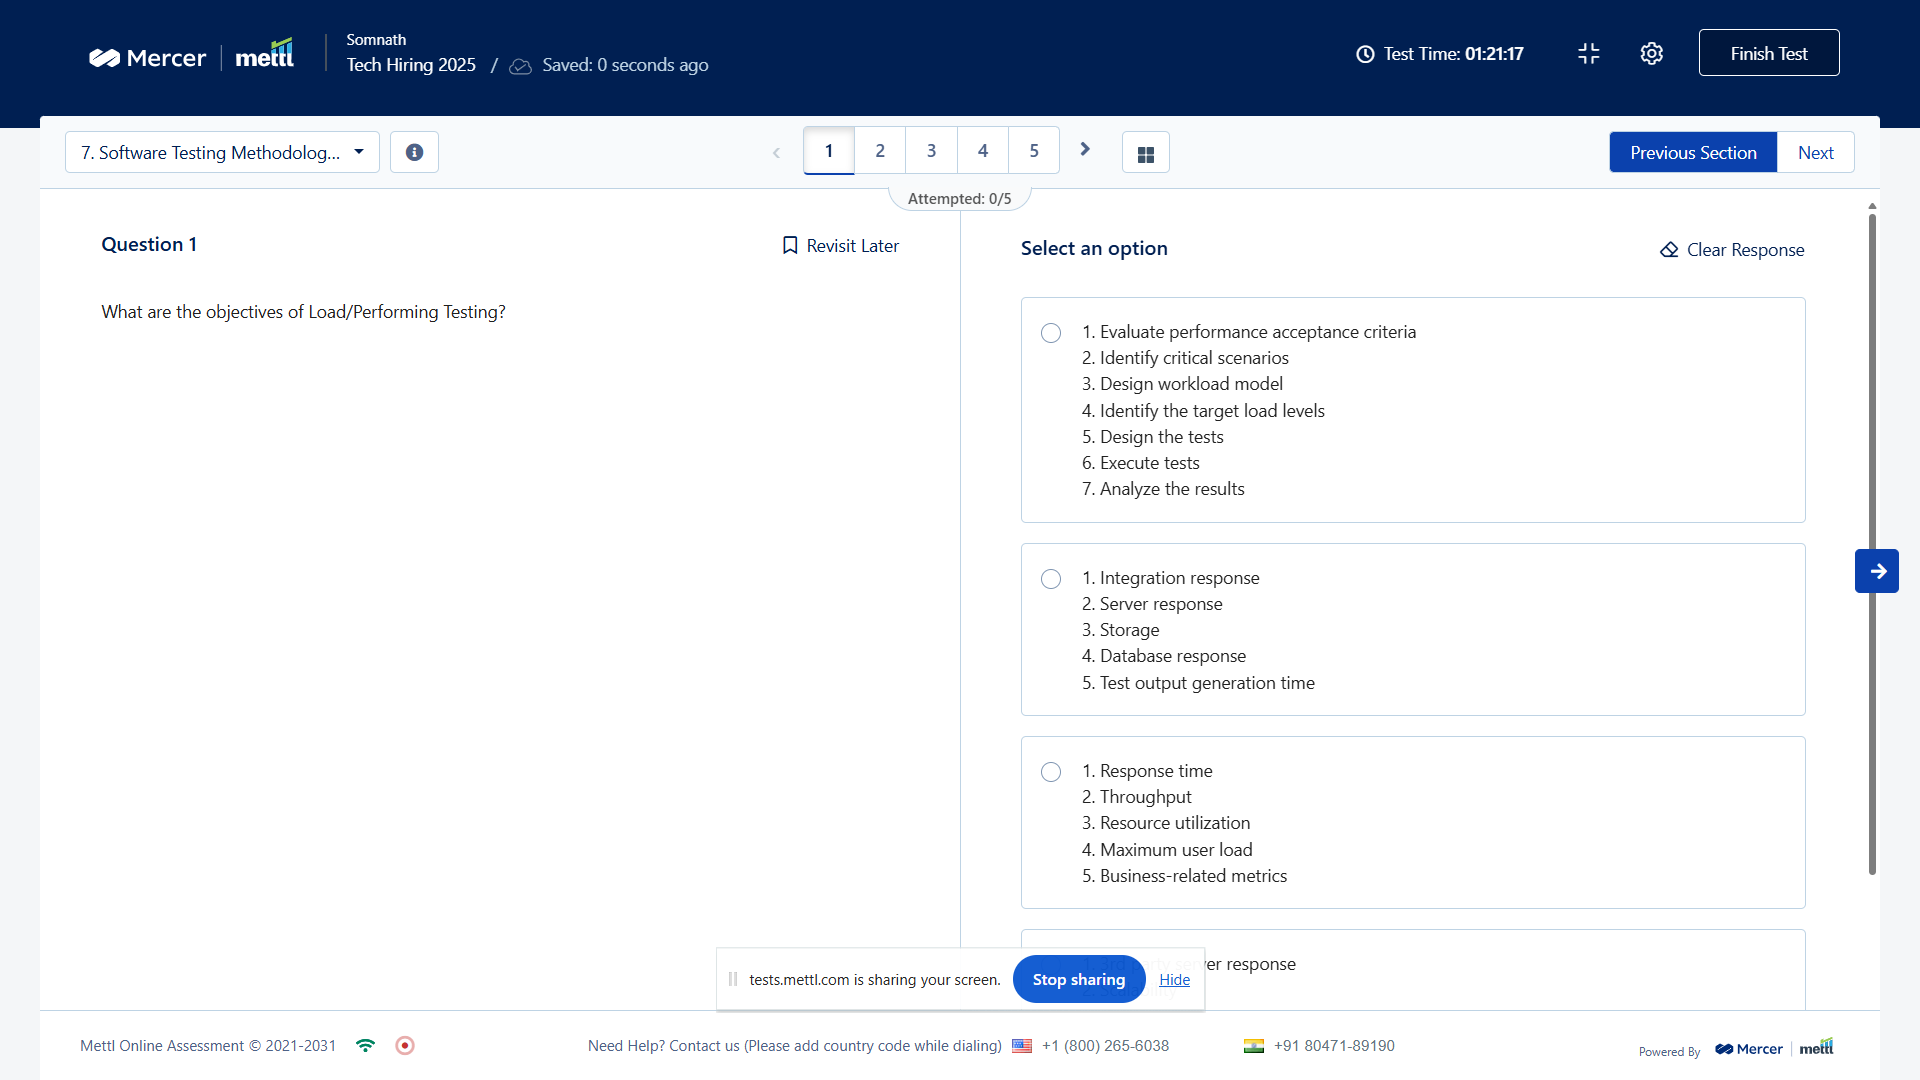 Mercer
mettl
Somnath
Tech Hiring 2025 / Saved: 0 seconds ago
Test Time: 01:21:17
Finish Test
7. Software Testing Methodolog...
1 2 3 4 5
Previous Section
Next
Attempted: 0/5
Question 1
Revisit Later
What are the objectives of Load/Performing Testing?
Select an option
Clear Response
1. Evaluate performance acceptance criteria
2. Identify critical scenarios
3. Design workload model
4. Identify the target load levels
5. Design the tests
6. Execute tests
7. Analyze the results
1. Integration response
2. Server response
3. Storage
4. Database response
5. Test output generation time
1. Response time
2. Throughput
3. Resource utilization
4. Maximum user load
5. Business-related metrics
response
tests.mettl.com is sharing your screen.
Stop sharing
Hide
Mettl Online Assessment © 2021-2031
Need Help? Contact us (Please add country code while dialing)
+1 (800) 265-6038
+91 80471-89190
Powered By
Mercer
mettl